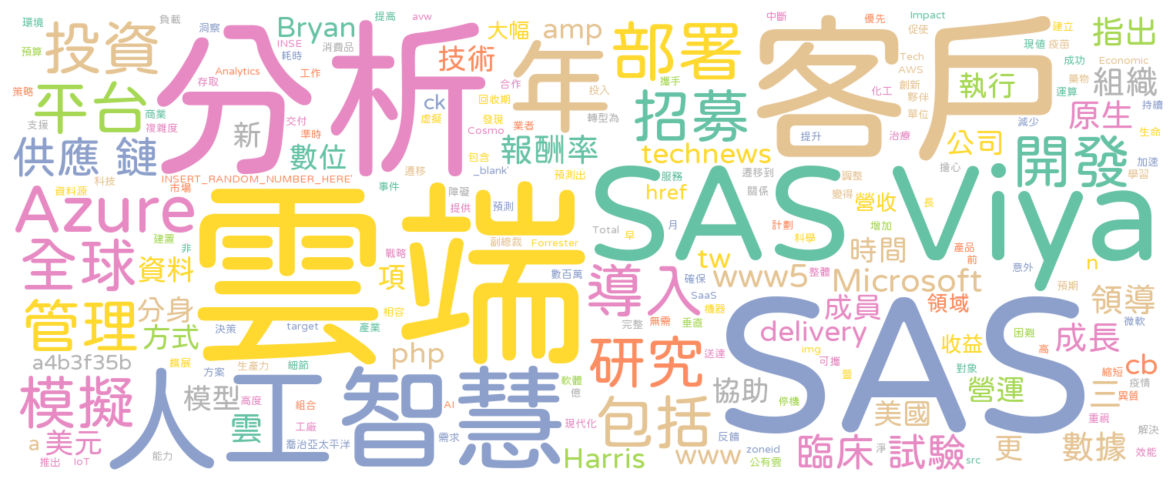 環境
負載
洞察
Bryan
提高
avw
大幅
amp
中斷
優先
Impact
促使
建立
指出
預算
投資
存取
分析
INSE
耗時
消費品
年
部署
客戶
Tech
AWS
現值
疫苗
成功
Economic
策略
平台
商業
Analytics
工作
技術
合作
投入
攜手
化工
創新
夥伴
執行
組織
藥物
運算
支援
複雜度
新
交付
準時
ck
虛擬
回收期
發現
業者
轉型為
招募
單位
減少
原生
持續
供應 鏈
數位
Cosmo
報酬率
提升
治療
公司
開發
生命
資料源
科技
市場
INSERT_RANDOM_NUMBER_HERE'
事件
包含
_blank'
遷移
預測出
technews
遷移到
擔心
加速
學習
Azure
障礙
提供
預測
href
服務
關係
SAS Viya
調整
變得
營收
長
建置
非
雲端
戰略
副總裁
Forrester
Total
早
月
計劃
科學
增加
產品
前
意外
n
預期
全球
資料
項
數百萬
tw
www5
整體
時間
管理
分身
相容
導入
確保
SaaS
機器
Microsoft
領導
方式
決策
target
產業
完整
無需
垂直
成員
領域
微軟
a4b3f35b
擴展
方案
生產力
細節
php
研究
送達
img
可攜
營
delivery
收益
困難
高
成長
cb
模擬
模型
高度
組合
人工智慧
軟體
億
協助
停機
SAS
對象
縮短
疫情
異質
營運
三
a
美元
雲
工廠
AI
現代化
包括
美國
重視
推出
IoT
能力
喬治亞太平洋
需求
Harris
反饋
www
zoneid
公有雲
臨床 試驗
淨
src
更
數據
解決
效能